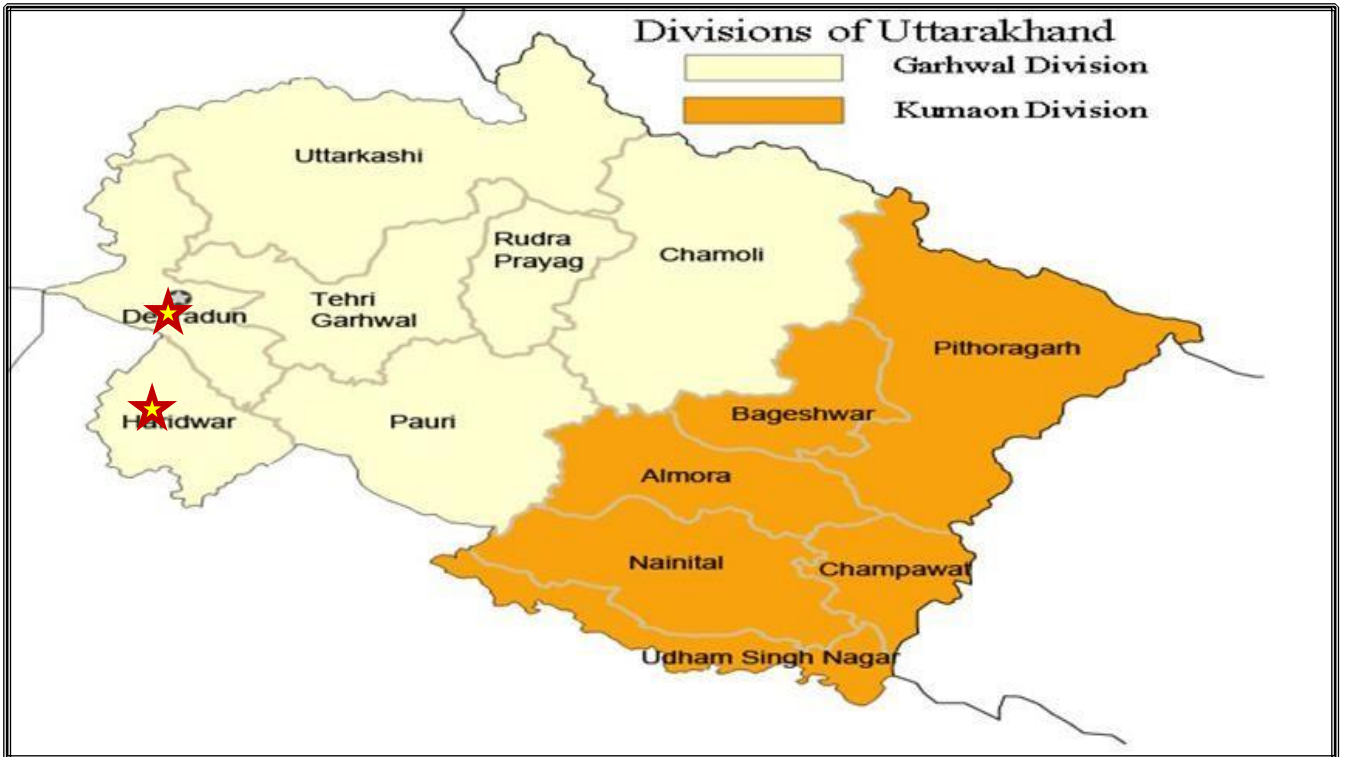 Divisions of Uttarakhand
Garhwal Division
Kumaon Division
Uttarkashi
Rudra
Prayag
Chamoli
Tehri
Garhwal
Pithoragarh
Pauri
Bageshwar
Almora
Nainital
Champawat
Udham Singh Nagar